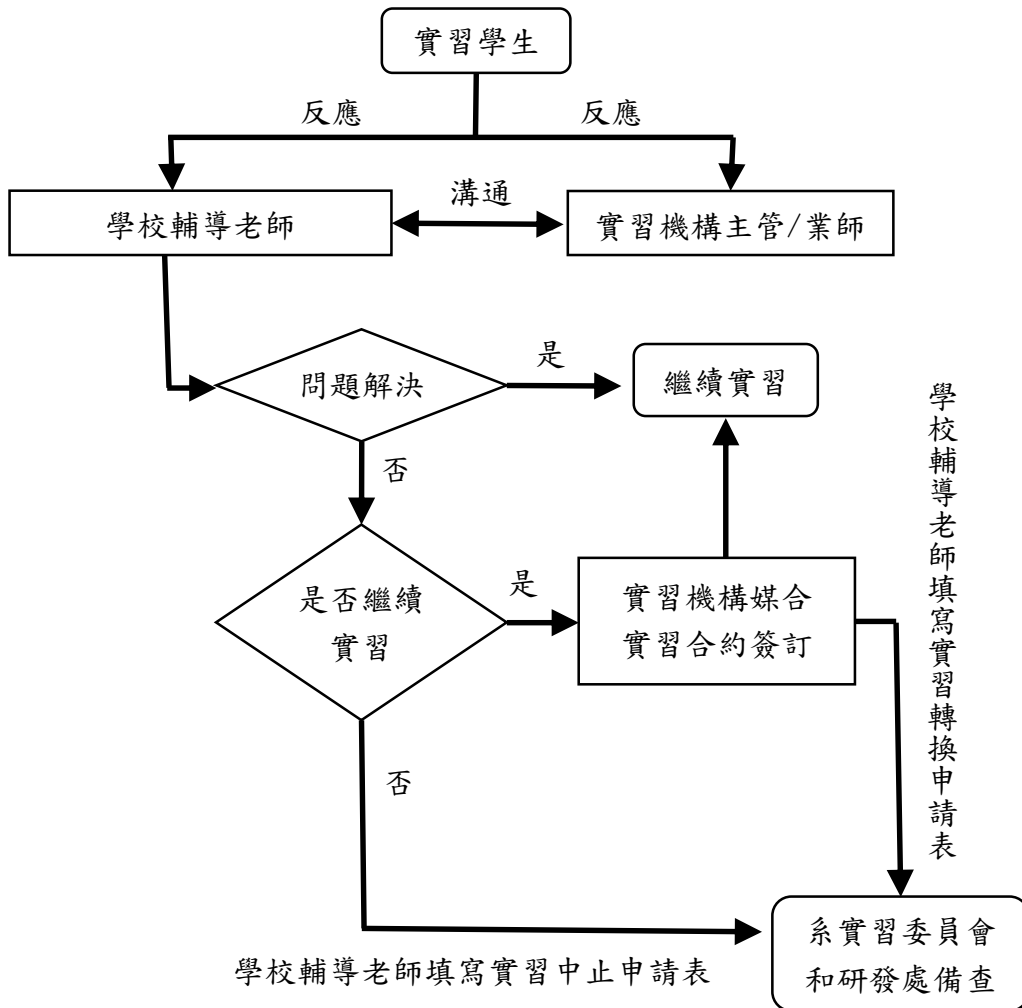 實習學生
反應
反應
學校輔導老師
溝通
實習機構主管/業師
問題解決
是
繼續實習
否
是否繼續
實習
是
實習機構媒合
實習合約簽訂
學校輔導老師填寫實習轉換申請表
否
學校輔導老師填寫實習中止申請表
系實習委員會
和研發處備查